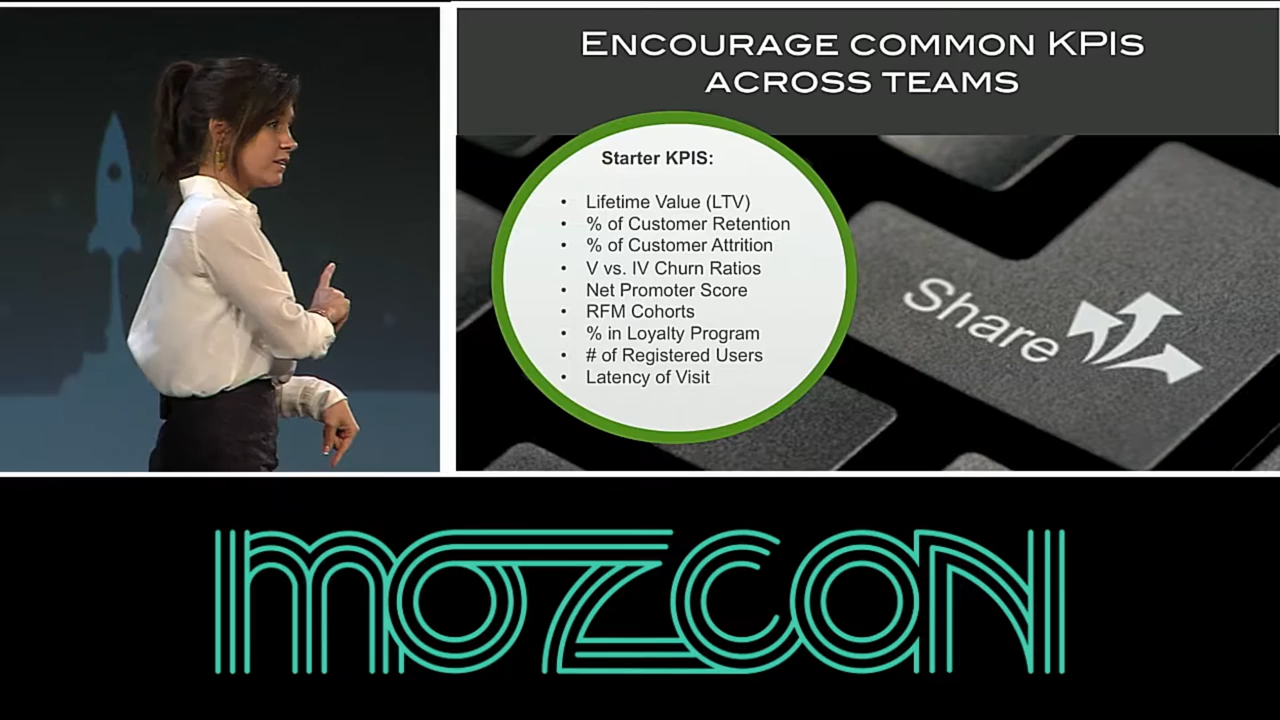 ENCOURAGE COMMON KPIS
ACROSS TEAMS
Starter KPIS:
• Lifetime Value (LTV)
• % of Customer Retention
• % of Customer Attrition
• V vs. IV Churn Ratios
• Net Promoter Score
• RFM Cohorts
• % in Loyalty Program
• # of Registered Users
• Latency of Visit
Share
mozcon